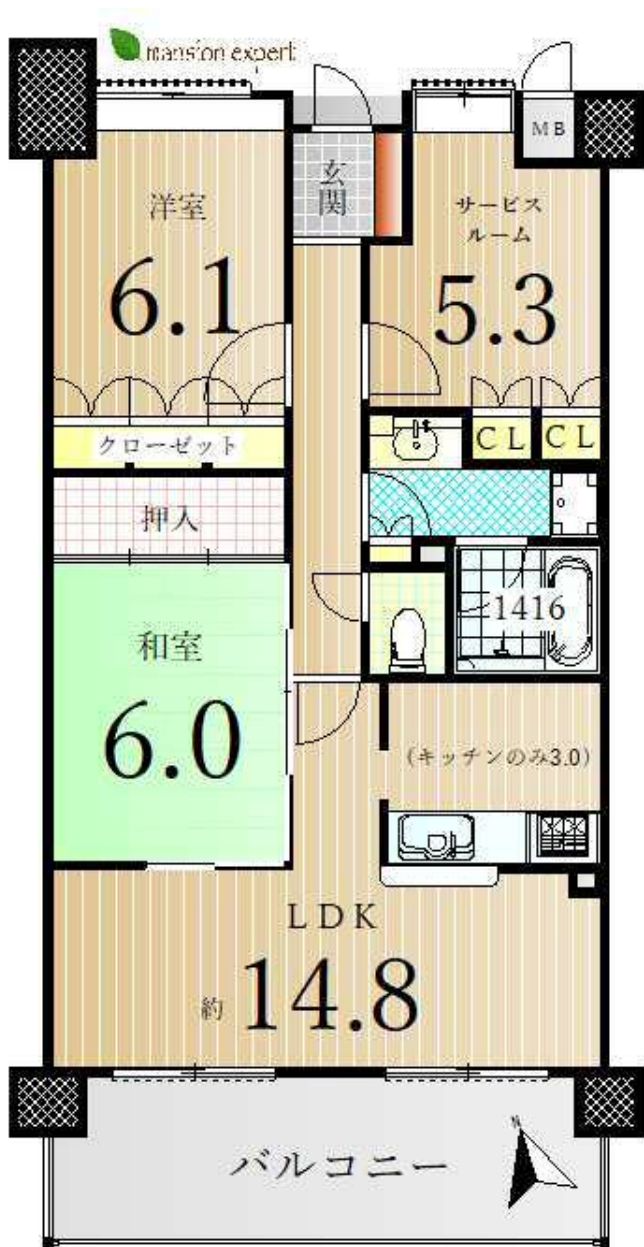 mansion expert
MB
玄
関
洋室
6.1
サービス
ルーム
5.3
クローゼット
CL
CL
押入
1416
和室
6.0
(キッチンのみ3.0)
LDK
約14.8
バルコニー
N